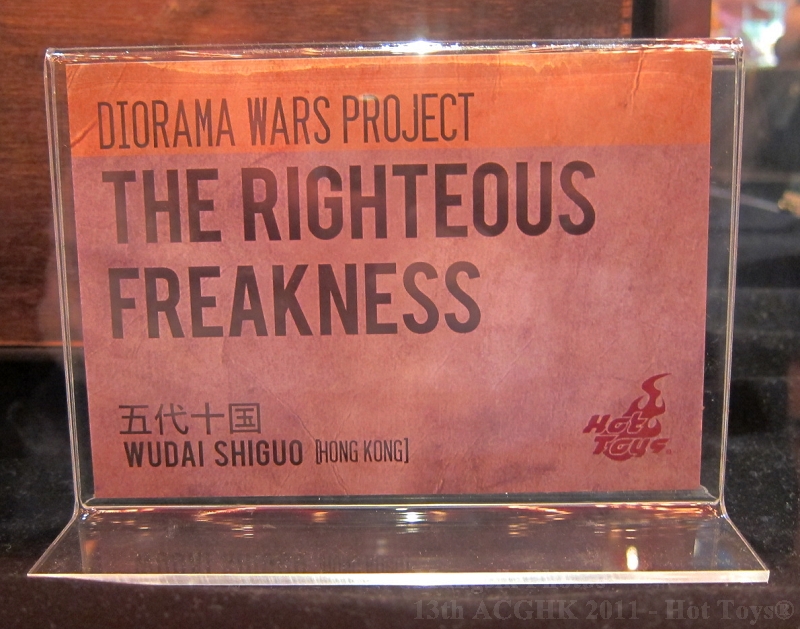 DIORAMA WARS PROJECT
THE RIGHTEOUS
FREAKNESS
五代十国
WUDAI SHIGUO [HONG KONG]
Hot
Toys
13th ACGHK 2011 - Hot Toys®